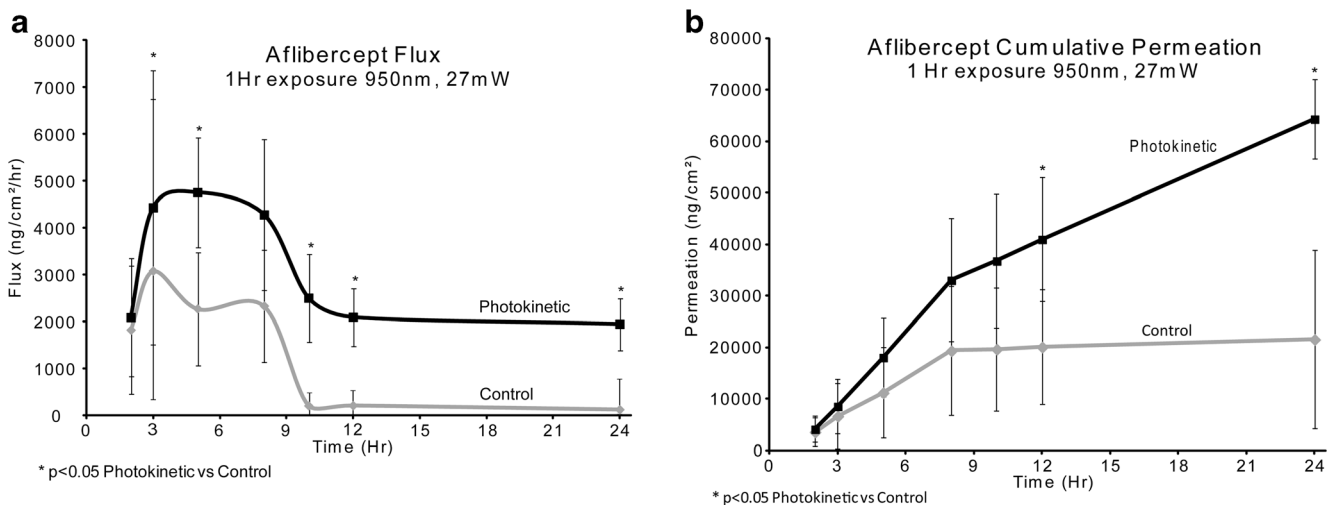 a
Aflibercept Flux
1Hr exposure 950nm, 27mW
Flux (ng/cm²/hr)
8000
7000
6000
5000
4000
3000
2000
1000
0
*
*
*
*
*
Photokinetic
Control
0 3 6 9 12 15 18 21 24
Time (Hr)
* p<0.05 Photokinetic vs Control
b
Aflibercept Cumulative Permeation
1 Hr exposure 950nm, 27mW
Permeation (ng/cm²)
80000
70000
60000
50000
40000
30000
20000
10000
0
*
*
Photokinetic
Control
0 3 6 9 12 15 18 21 24
Time (Hr)
* p<0.05 Photokinetic vs Control